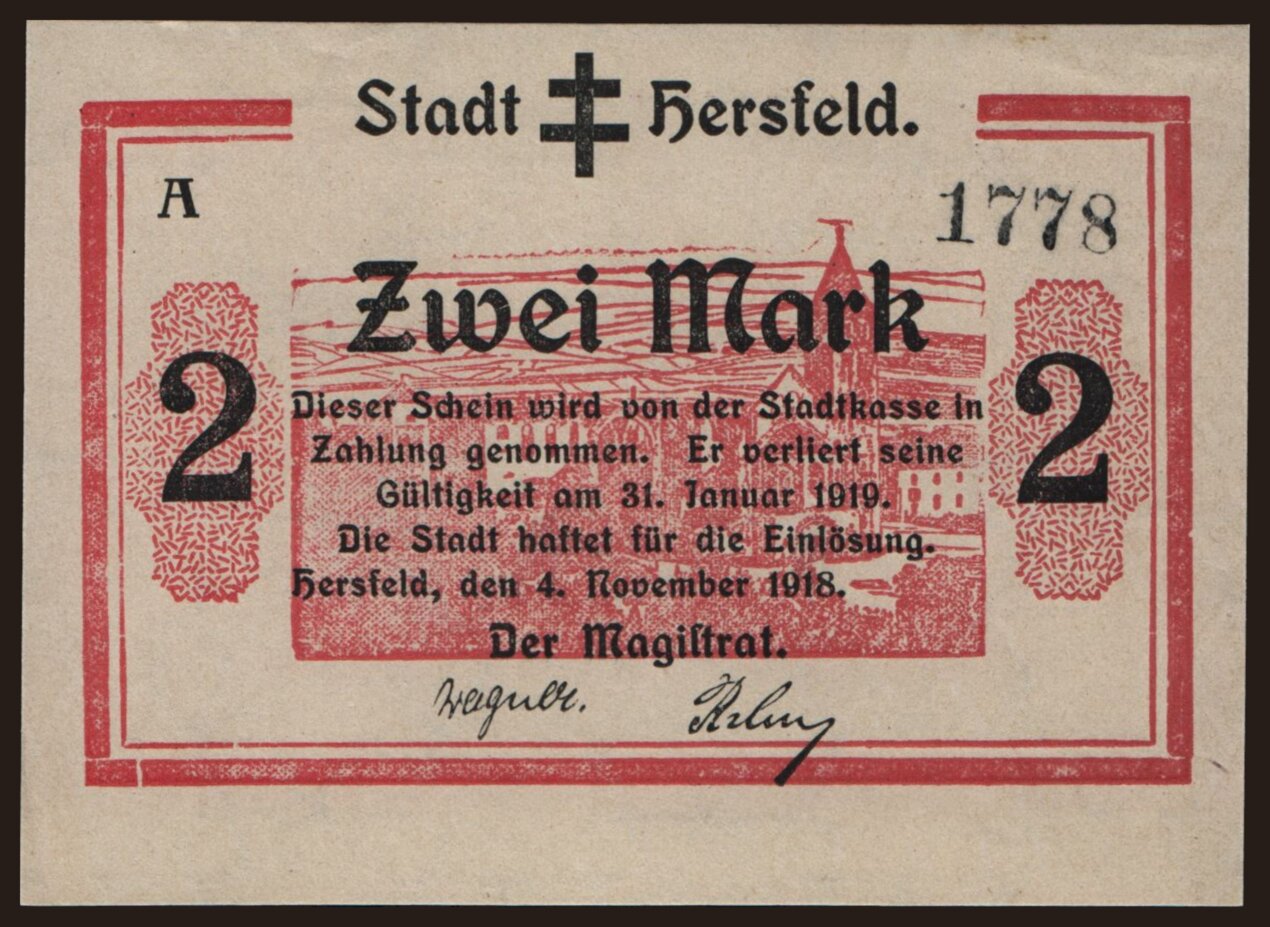 Stadt Hersfeld.
A 1778
Zwei Mark
2 2
Dieser Schein wird von der Stadtkasse in
Zahlung genommen. Er verliert seine
Gültigkeit am 31. Januar 1919.
Die Stadt haftet für die Einlösung.
Hersfeld, den 4. November 1918.
Der Magiſtrat.
Wagner.